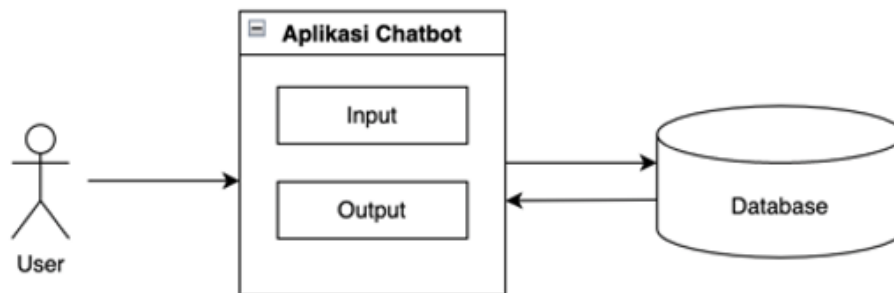 Aplikasi Chatbot
Input
Output
User
Database